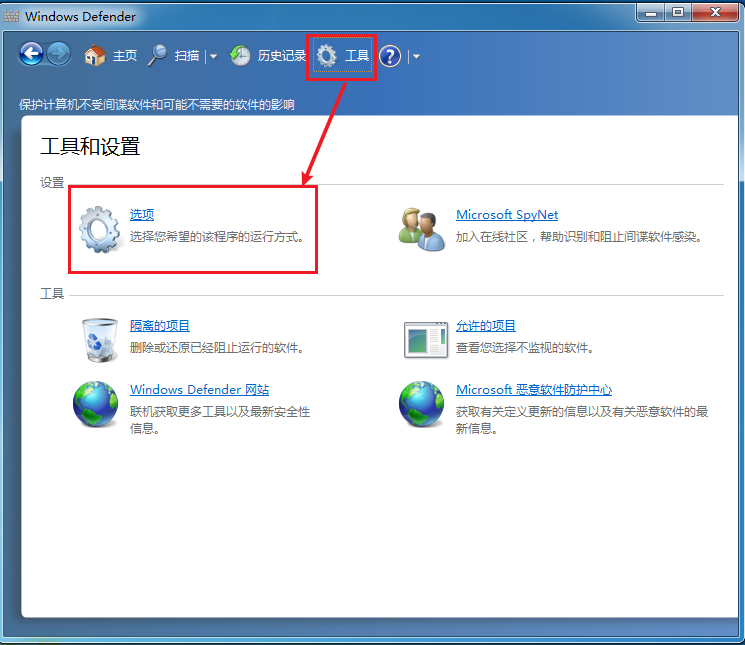 Windows Defender
主页 扫描 历史记录 工具
保护计算机不受间谍软件和可能不需要的软件的影响
工具和设置
设置
选项
选择您希望的该程序的运行方式。
Microsoft SpyNet
加入在线社区，帮助识别和阻止间谍软件感染。
工具
隔离的项目
删除或还原已经阻止运行的软件。
允许的项目
查看您选择不监视的软件。
Windows Defender 网站
联机获取更多工具以及最新安全性
信息。
Microsoft 恶意软件防护中心
获取有关定义更新的信息以及有关恶意软件的最
新信息。